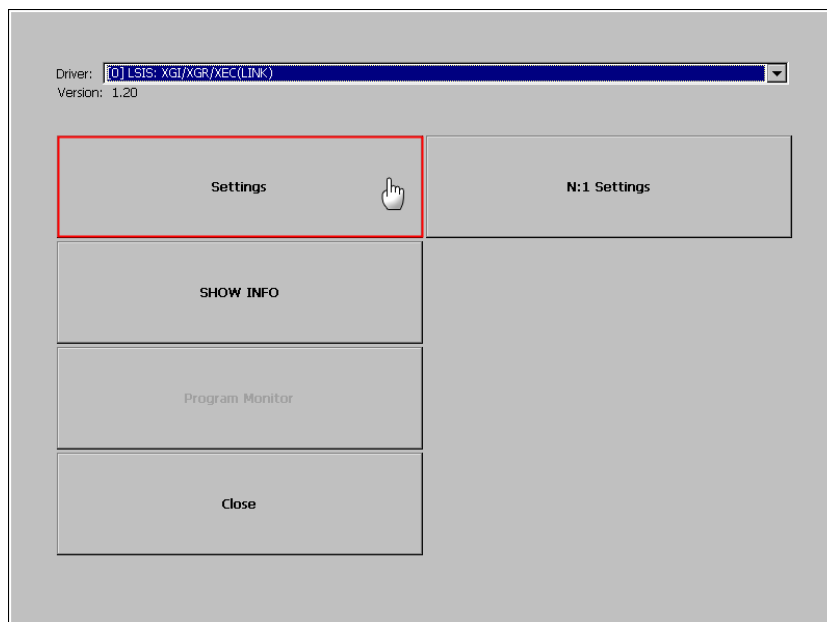 Driver: [0] LSIS: XGI/XGR/XEC(LINK)
Version: 1.20
Settings
N:1 Settings
SHOW INFO
Program Monitor
Close